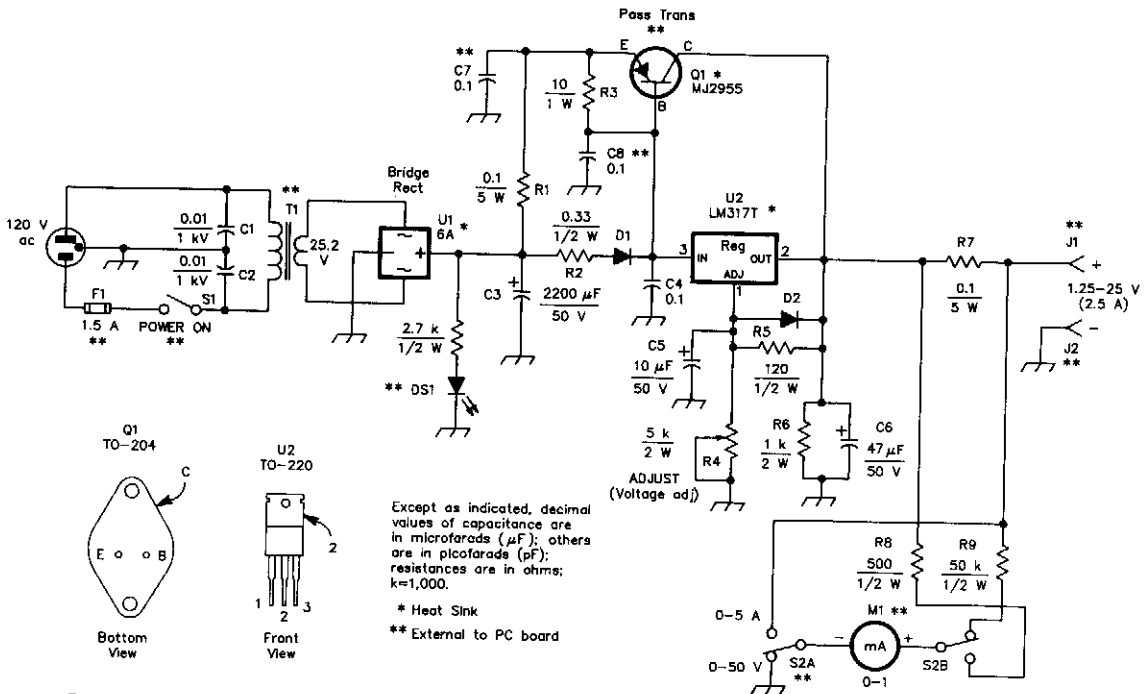 Pass Trans
**
E
C
B
Q1 *
MJ2955
**
C7
0.1
10
1 W
R3
C8 **
0.1
0.1
5 W
R1
Bridge
Rect
U1 *
6A
~
+
−
~
120 V
ac
0.01
1 kV
C1
0.01
1 kV
C2
**
T1
25.2
V
F1
1.5 A
**
S1
POWER ON
**
0.33
1/2 W
R2
D1
C3
2200 µF
50 V
2.7 k
1/2 W
** DS1
C4
0.1
U2
LM317T *
3
IN
Reg
OUT
2
ADJ
1
D2
R5
120
1/2 W
C5
10 µF
50 V
+
5 k
2 W
R4
ADJUST
(Voltage adj)
R6
1 k
2 W
C6
47 µF
50 V
+
R7
0.1
5 W
**
J1
+
1.25−25 V
(2.5 A)
−
J2
**
R8
500
1/2 W
R9
50 k
1/2 W
0−5 A
0−50 V
S2A
**
M1 **
− mA +
0−1
S2B
Q1
TO−204
C
E
B
Bottom
View
U2
TO−220
2
1
2
3
Front
View
Except as indicated, decimal
values of capacitance are
in microfarads (µF); others
are in picofarads (pF);
resistances are in ohms;
k=1,000.
* Heat Sink
** External to PC board